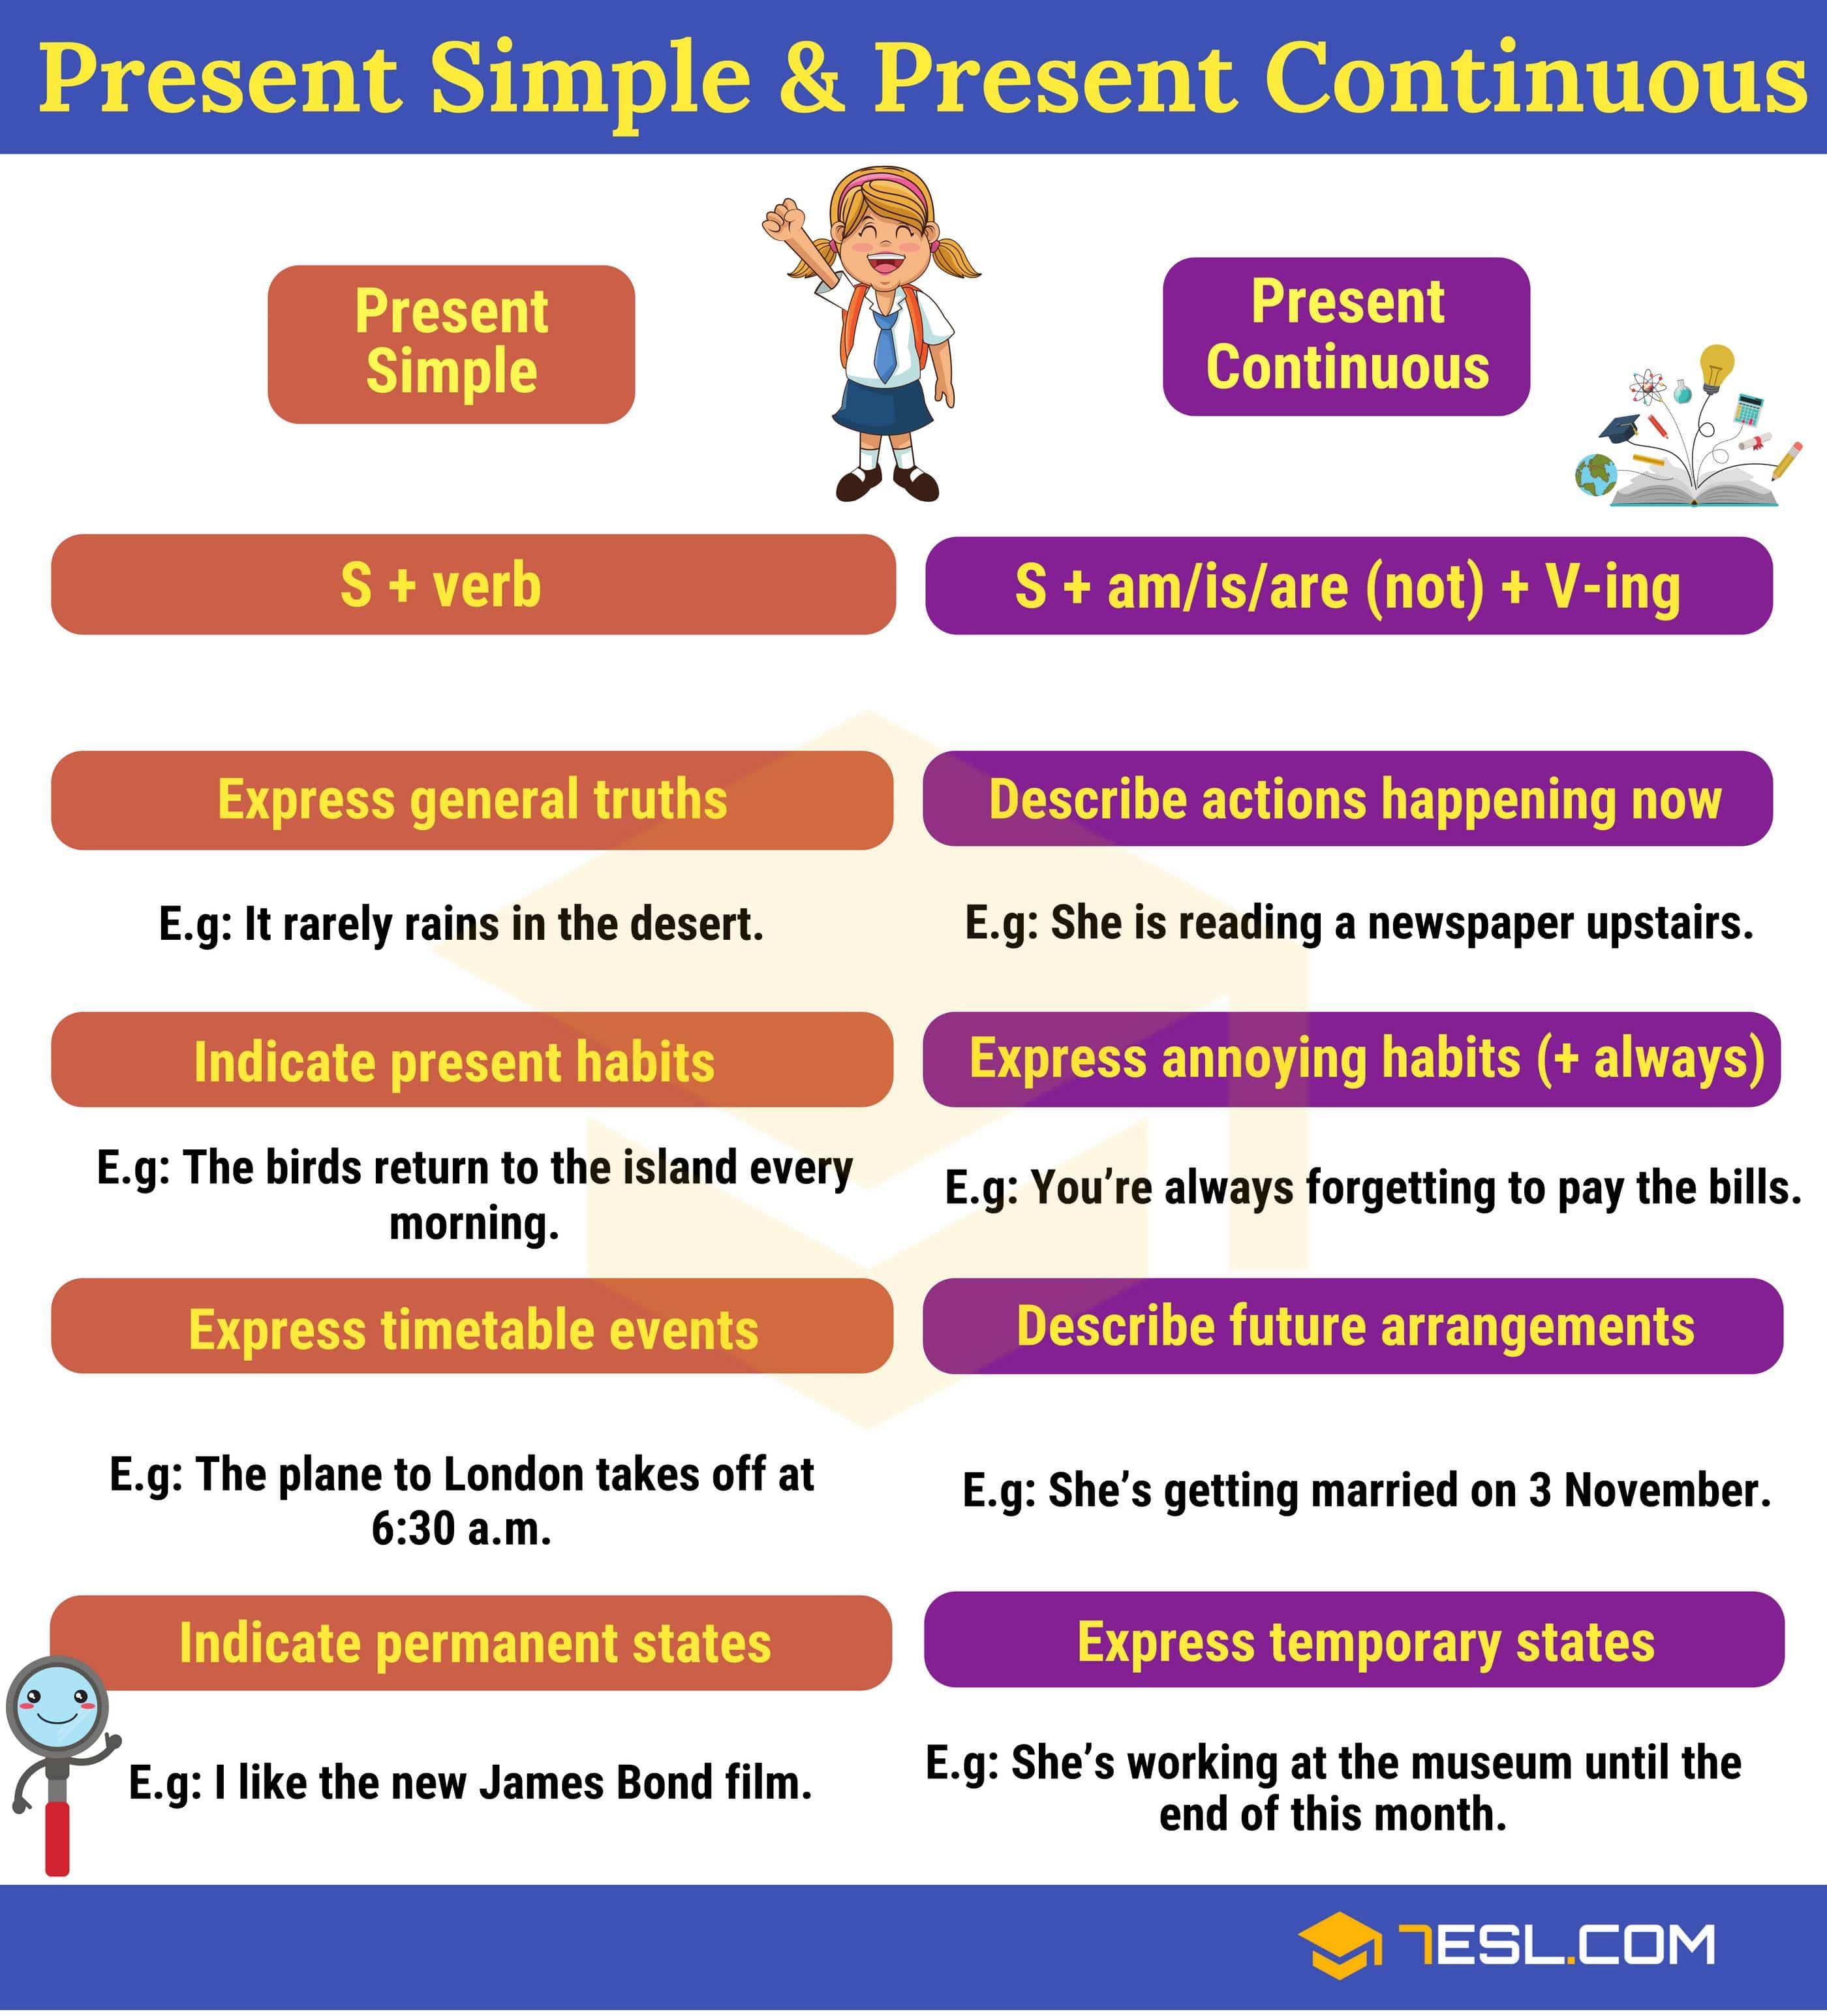 Present Simple & Present Continuous
Present
Simple
Present
Continuous
S + verb
S + am/is/are (not) + V-ing
Express general truths
Describe actions happening now
E.g: It rarely rains in the desert.
E.g: She is reading a newspaper upstairs.
Indicate present habits
Express annoying habits (+ always)
E.g: The birds return to the island every
morning.
E.g: You’re always forgetting to pay the bills.
Express timetable events
Describe future arrangements
E.g: The plane to London takes off at
6:30 a.m.
E.g: She’s getting married on 3 November.
Indicate permanent states
Express temporary states
E.g: I like the new James Bond film.
E.g: She’s working at the museum until the
end of this month.
7ESL.COM